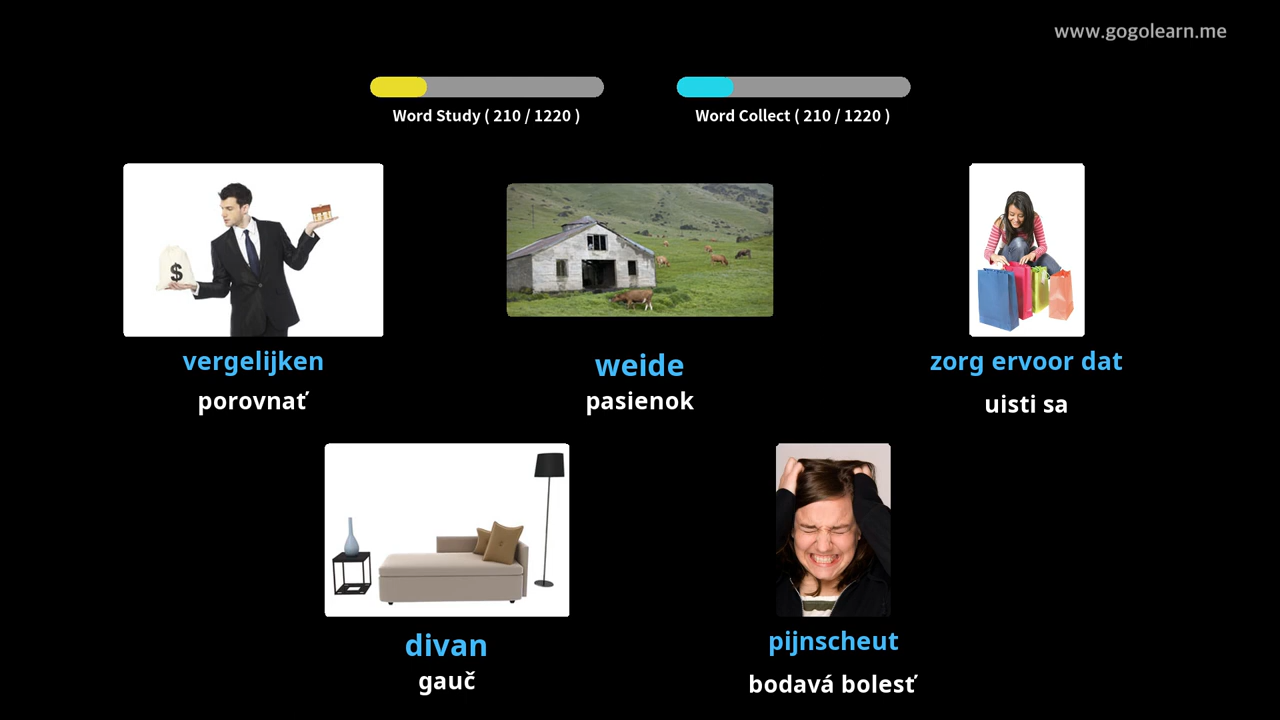 www.gogolearn.me
Word Study ( 210 / 1220 )
Word Collect ( 210 / 1220 )
$
vergelijken
porovnať
weide
pasienok
zorg ervoor dat
uisti sa
divan
gauč
pijnscheut
bodavá bolesť